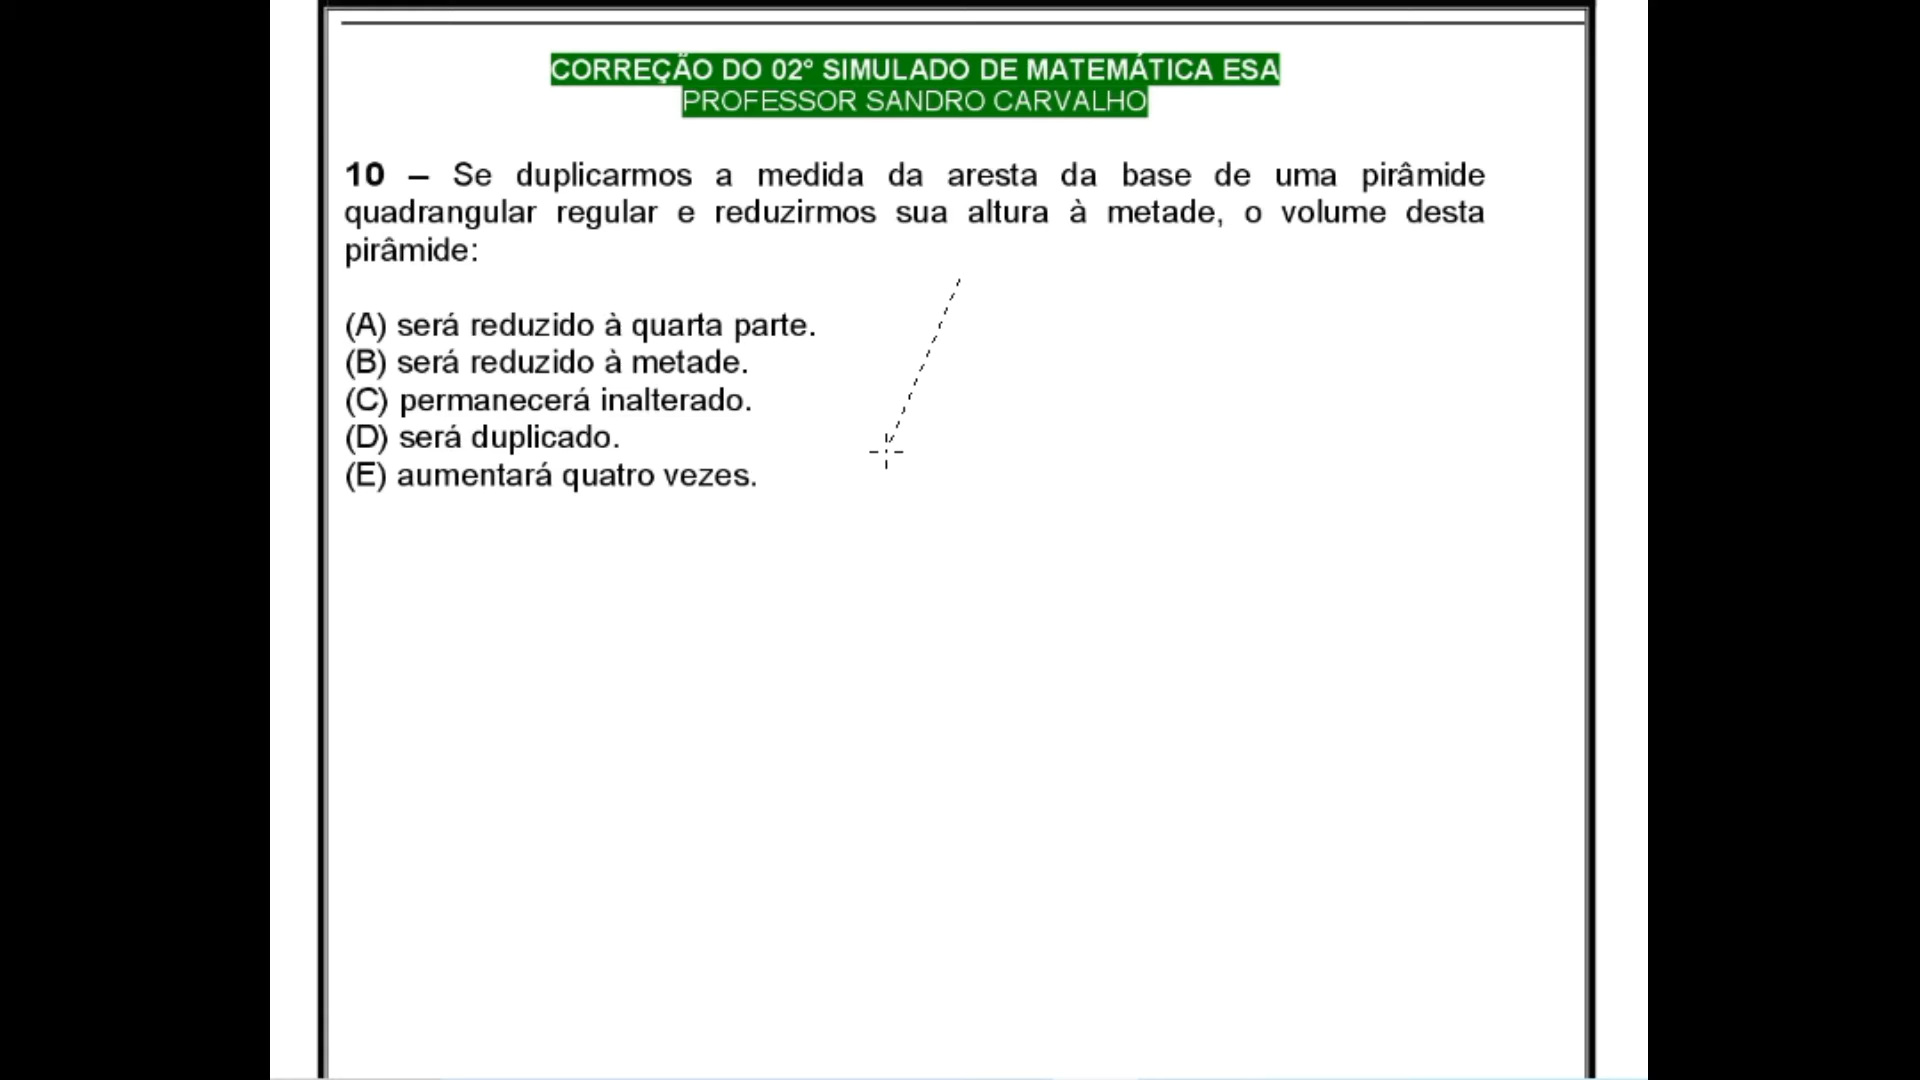 CORREÇÃO DO 02° SIMULADO DE MATEMÁTICA ESA
PROFESSOR SANDRO CARVALHO
10 – Se duplicarmos a medida da aresta da base de uma pirâmide
quadrangular regular e reduzirmos sua altura à metade, o volume desta
pirâmide:
(A) será reduzido à quarta parte.
(B) será reduzido à metade.
(C) permanecerá inalterado.
(D) será duplicado.
(E) aumentará quatro vezes.